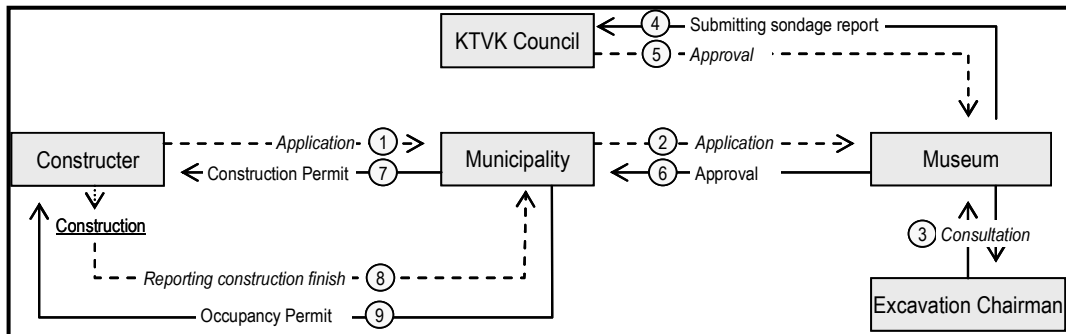 4 Submitting sondage report
KTVK Council
5 Approval
Application 1
2 Application
Constructer
Municipality
Museum
Construction Permit 7
6 Approval
Construction
3 Consultation
Reporting construction finish 8
Occupancy Permit 9
Excavation Chairman